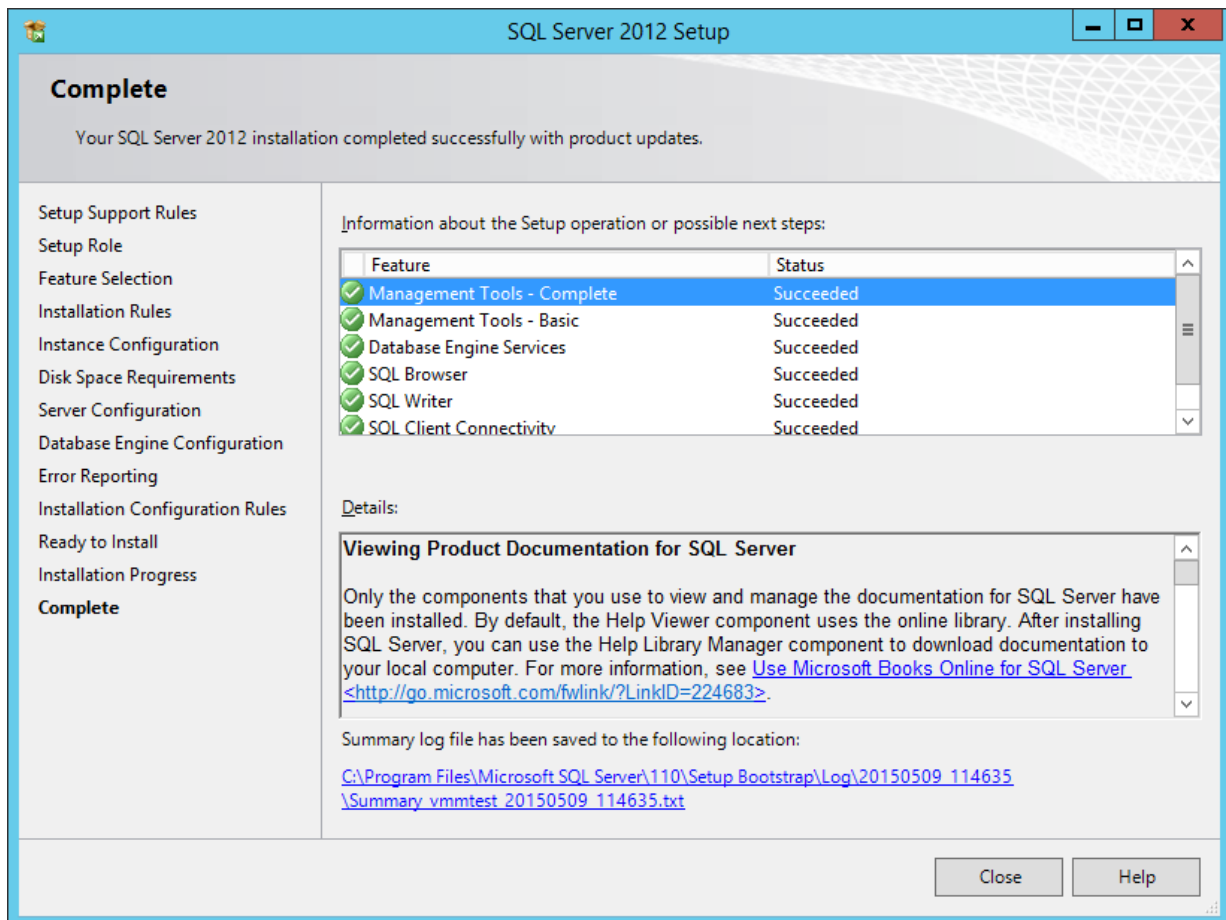 SQL Server 2012 Setup
Complete
Your SQL Server 2012 installation completed successfully with product updates.
Setup Support Rules
Setup Role
Feature Selection
Installation Rules
Instance Configuration
Disk Space Requirements
Server Configuration
Database Engine Configuration
Error Reporting
Installation Configuration Rules
Ready to Install
Installation Progress
Complete
Information about the Setup operation or possible next steps:
Feature Status
Management Tools - Complete Succeeded
Management Tools - Basic Succeeded
Database Engine Services Succeeded
SQL Browser Succeeded
SQL Writer Succeeded
SQL Client Connectivity Succeeded
Details:
Viewing Product Documentation for SQL Server
Only the components that you use to view and manage the documentation for SQL Server have
been installed. By default, the Help Viewer component uses the online library. After installing
SQL Server, you can use the Help Library Manager component to download documentation to
your local computer. For more information, see Use Microsoft Books Online for SQL Server
<http://go.microsoft.com/fwlink/?LinkID=224683>.
Summary log file has been saved to the following location:
C:\Program Files\Microsoft SQL Server\110\Setup Bootstrap\Log\20150509_114635
\Summary_vmmtest_20150509_114635.txt
Close Help